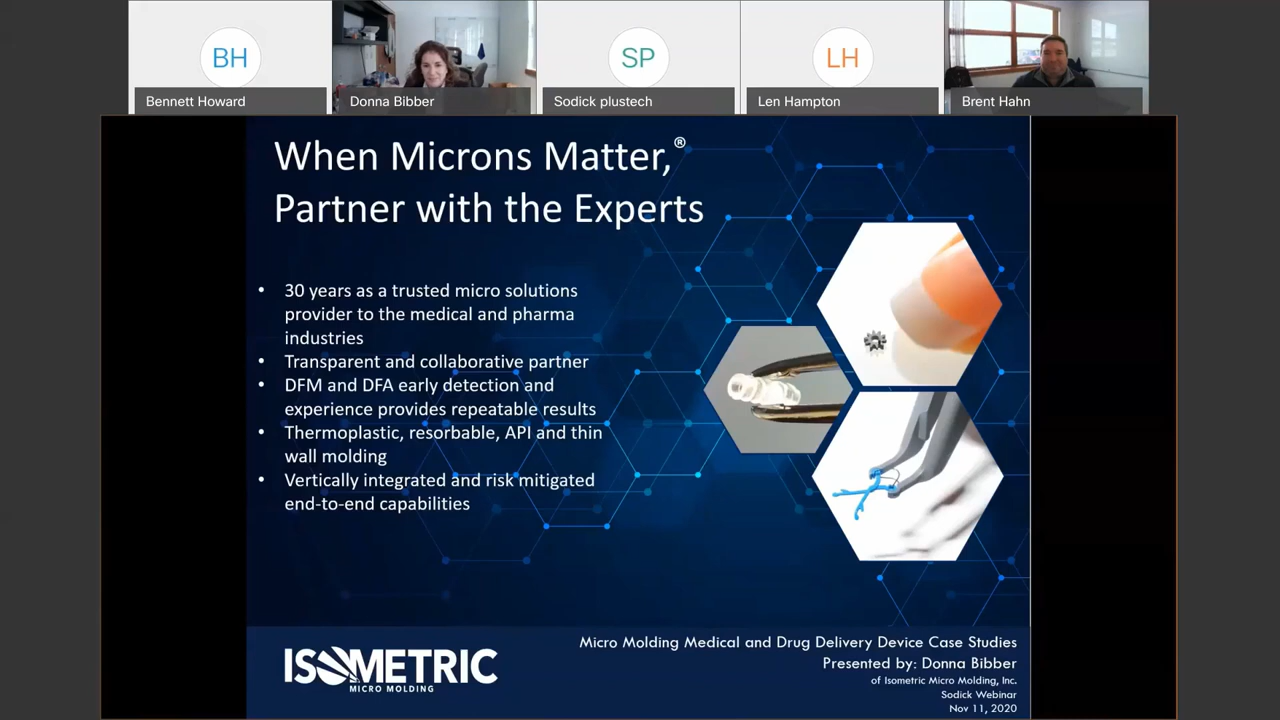 BH
SP
LH
Bennett Howard
Donna Bibber
Sodick plustech
Len Hampton
Brent Hahn
When Microns Matter,®
Partner with the Experts
• 30 years as a trusted micro solutions
provider to the medical and pharma
industries
• Transparent and collaborative partner
• DFM and DFA early detection and
experience provides repeatable results
• Thermoplastic, resorbable, API and thin
wall molding
• Vertically integrated and risk mitigated
end-to-end capabilities
ISOMETRIC
MICRO MOLDING
Micro Molding Medical and Drug Delivery Device Case Studies
Presented by: Donna Bibber
of Isometric Micro Molding, Inc.
Sodick Webinar
Nov 11, 2020